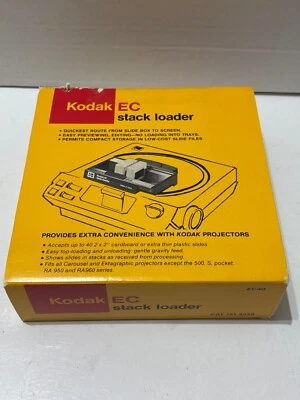 Kodak EC
stack loader
• QUICKEST ROUTE FROM SLIDE BOX TO SCREEN.
• EASY PREVIEWING, EDITING—NO LOADING INTO TRAYS.
• PERMITS COMPACT STORAGE IN LOW-COST SLIDE FILES.
PROVIDES EXTRA CONVENIENCE WITH KODAK PROJECTORS
• Accepts up to 40 2 x 2" cardboard or extra thin plastic slides.
• Easy top-loading and unloading: gentle gravity feed.
• Shows slides in stacks as received from processing.
• Fits all Carousel and Ektagraphic projectors except the 500, S, pocket,
RA 950 and RA960 series.
Kodak EC
stack loader